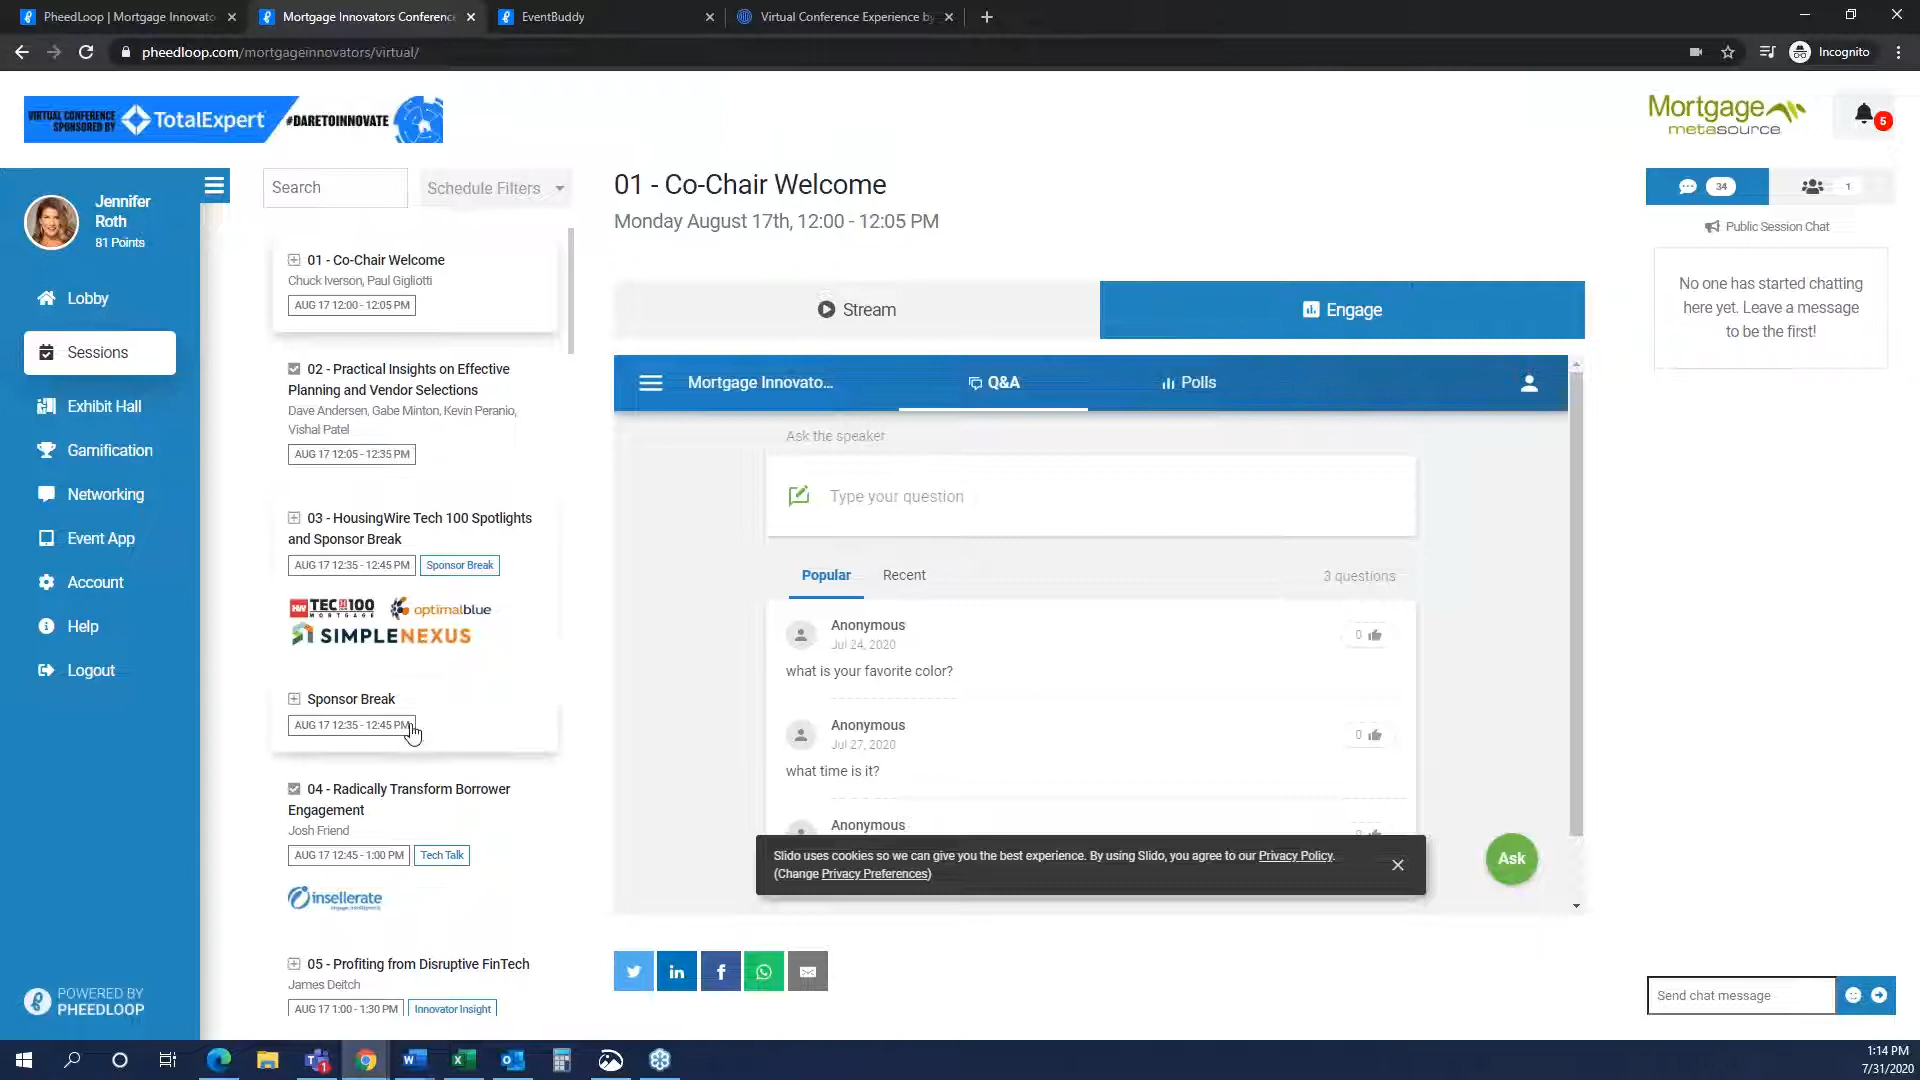 PheedLoop | Mortgage Innovato
Mortgage Innovators Conference
EventBuddy
Virtual Conference Experience by
pheedloop.com/mortgageinnovators/virtual/
Incognito
VIRTUAL CONFERENCE
SPONSORED BY
TotalExpert
#DARETOINNOVATE
Mortgage
metasource
5
Jennifer
Roth
81 Points
Lobby
Sessions
Exhibit Hall
Gamification
Networking
Event App
Account
Help
Logout
POWERED BY
PHEEDLOOP
Search
Schedule Filters
01 - Co-Chair Welcome
Chuck Iverson, Paul Gigliotti
AUG 17 12:00 - 12:05 PM
02 - Practical Insights on Effective
Planning and Vendor Selections
Dave Andersen, Gabe Minton, Kevin Peranio,
Vishal Patel
AUG 17 12:05 - 12:35 PM
03 - HousingWire Tech 100 Spotlights
and Sponsor Break
AUG 17 12:35 - 12:45 PM
Sponsor Break
HW TECH100
MORTGAGE
optimalblue
SIMPLENEXUS
Sponsor Break
AUG 17 12:35 - 12:45 PM
04 - Radically Transform Borrower
Engagement
Josh Friend
AUG 17 12:45 - 1:00 PM
Tech Talk
insellerate
05 - Profiting from Disruptive FinTech
James Deitch
AUG 17 1:00 - 1:30 PM
Innovator Insight
01 - Co-Chair Welcome
Monday August 17th, 12:00 - 12:05 PM
Stream
Engage
Mortgage Innovato...
Q&A
Polls
Ask the speaker
Type your question
Popular
Recent
3 questions
Anonymous
Jul 24, 2020
0
what is your favorite color?
Anonymous
Jul 27, 2020
0
what time is it?
Anonymous
0
Slido uses cookies so we can give you the best experience. By using Slido, you agree to our Privacy Policy.
(Change Privacy Preferences)
Ask
34
1
Public Session Chat
No one has started chatting
here yet. Leave a message
to be the first!
Send chat message
1
1:14 PM
7/31/2020